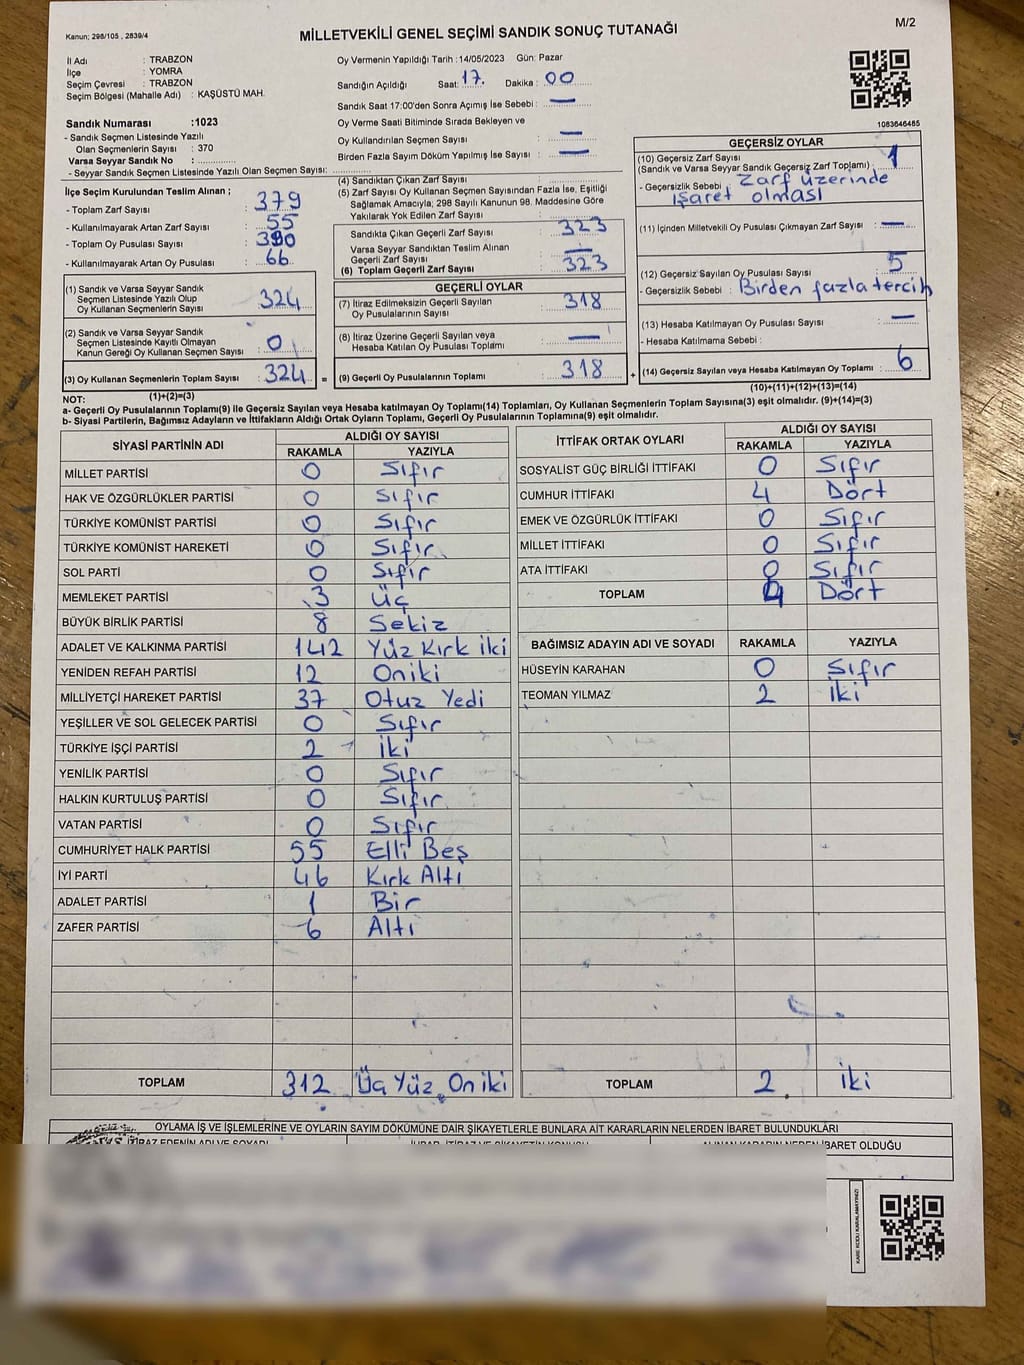 Kanun: 298/105 , 2839/4
MİLLETVEKİLİ GENEL SEÇİMİ SANDIK SONUÇ TUTANAĞI
M/2
İl Adı : TRABZON
İlçe : YOMRA
Seçim Çevresi : TRABZON
Seçim Bölgesi (Mahalle Adı) : KAŞÜSTÜ MAH.
Sandık Numarası :1023
- Sandık Seçmen Listesinde Yazılı
Olan Seçmenlerin Sayısı : 370
Varsa Seyyar Sandık No :
- Seyyar Sandık Seçmen Listesinde Yazılı Olan Seçmen Sayısı:
Oy Vermenin Yapıldığı Tarih :14/05/2023 Gün: Pazar
Sandığın Açıldığı Saat: 17. Dakika : 00
Sandık Saat 17:00'den Sonra Açımış İse Sebebi : —
Oy Verme Saati Bitiminde Sırada Bekleyen ve
Oy Kullandırılan Seçmen Sayısı : —
Birden Fazla Sayım Döküm Yapılmış İse Sayısı : —
1083646485
İlçe Seçim Kurulundan Teslim Alınan ;
- Toplam Zarf Sayısı : 379
- Kullanılmayarak Artan Zarf Sayısı : 55
- Toplam Oy Pusulası Sayısı : 390
- Kullanılmayarak Artan Oy Pusulası : 66
(1) Sandık ve Varsa Seyyar Sandık
Seçmen Listesinde Yazılı Olup
Oy Kullanan Seçmenlerin Sayısı : 324
(2) Sandık ve Varsa Seyyar Sandık
Seçmen Listesinde Kayıtlı Olmayan
Kanun Gereği Oy Kullanan Seçmen Sayısı : 0
(3) Oy Kullanan Seçmenlerin Toplam Sayısı : 324 =
(1)+(2)=(3)
(4) Sandıktan Çıkan Zarf Sayısı :
(5) Zarf Sayısı Oy Kullanan Seçmen Sayısından Fazla İse, Eşitliği
Sağlamak Amacıyla; 298 Sayılı Kanunun 98. Maddesine Göre
Yakılarak Yok Edilen Zarf Sayısı :
Sandıkta Çıkan Geçerli Zarf Sayısı : 323
Varsa Seyyar Sandıktan Teslim Alınan
Geçerli Zarf Sayısı : —
(6) Toplam Geçerli Zarf Sayısı : 323
GEÇERLİ OYLAR
(7) İtiraz Edilmeksizin Geçerli Sayılan
Oy Pusulalarının Sayısı : 318
(8) İtiraz Üzerine Geçerli Sayılan veya
Hesaba Katılan Oy Pusulası Toplamı : —
(9) Geçerli Oy Pusulalarının Toplamı : 318 +
GEÇERSİZ OYLAR
(10) Geçersiz Zarf Sayısı
(Sandık ve Varsa Seyyar Sandık Geçersiz Zarf Toplamı) : 1
- Geçersizlik Sebebi : Zarf üzerinde
işaret olması
(11) İçinden Milletvekili Oy Pusulası Çıkmayan Zarf Sayısı : —
(12) Geçersiz Sayılan Oy Pusulası Sayısı : 5
- Geçersizlik Sebebi : Birden fazla tercih
(13) Hesaba Katılmayan Oy Pusulası Sayısı : —
- Hesaba Katılmama Sebebi :
(14) Geçersiz Sayılan veya Hesaba Katılmayan Oy Toplamı : 6
(10)+(11)+(12)+(13)=(14)
NOT:
a- Geçerli Oy Pusulalarının Toplamı(9) ile Geçersiz Sayılan veya Hesaba katılmayan Oy Toplamı(14) Toplamları, Oy Kullanan Seçmenlerin Toplam Sayısına(3) eşit olmalıdır. (9)+(14)=(3)
b- Siyasi Partilerin, Bağımsız Adayların ve İttifakların Aldığı Ortak Oyların Toplamı, Geçerli Oy Pusulalarının Toplamına(9) eşit olmalıdır.
SİYASİ PARTİNİN ADI ALDIĞI OY SAYISI
RAKAMLA YAZIYLA
MİLLET PARTİSİ 0 Sıfır
HAK VE ÖZGÜRLÜKLER PARTİSİ 0 Sıfır
TÜRKİYE KOMÜNİST PARTİSİ 0 Sıfır
TÜRKİYE KOMÜNİST HAREKETİ 0 Sıfır
SOL PARTİ 0 Sıfır
MEMLEKET PARTİSİ 3 Üç
BÜYÜK BİRLİK PARTİSİ 8 Sekiz
ADALET VE KALKINMA PARTİSİ 142 Yüz Kırk iki
YENİDEN REFAH PARTİSİ 12 Oniki
MİLLİYETÇİ HAREKET PARTİSİ 37 Otuz Yedi
YEŞİLLER VE SOL GELECEK PARTİSİ 0 Sıfır
TÜRKİYE İŞÇİ PARTİSİ 2 iki
YENİLİK PARTİSİ 0 Sıfır
HALKIN KURTULUŞ PARTİSİ 0 Sıfır
VATAN PARTİSİ 0 Sıfır
CUMHURİYET HALK PARTİSİ 55 Elli Beş
İYİ PARTİ 46 Kırk Altı
ADALET PARTİSİ 1 Bir
ZAFER PARTİSİ 6 Altı
TOPLAM 312 Üç Yüz On iki
İTTİFAK ORTAK OYLARI ALDIĞI OY SAYISI
RAKAMLA YAZIYLA
SOSYALİST GÜÇ BİRLİĞİ İTTİFAKI 0 Sıfır
CUMHUR İTTİFAKI 4 Dört
EMEK VE ÖZGÜRLÜK İTTİFAKI 0 Sıfır
MİLLET İTTİFAKI 0 Sıfır
ATA İTTİFAKI 0 Sıfır
TOPLAM 4 Dört
BAĞIMSIZ ADAYIN ADI VE SOYADI RAKAMLA YAZIYLA
HÜSEYİN KARAHAN 0 Sıfır
TEOMAN YILMAZ 2 iki
TOPLAM 2 iki
OYLAMA İŞ VE İŞLEMLERİNE VE OYLARIN SAYIM DÖKÜMÜNE DAİR ŞİKAYETLERLE BUNLARA AİT KARARLARIN NELERDEN İBARET BULUNDUKLARI
İTİRAZ EDENİN ADI VE SOYADI
İBARET OLDUĞU
KARE KODU KARALAMAYINIZ!